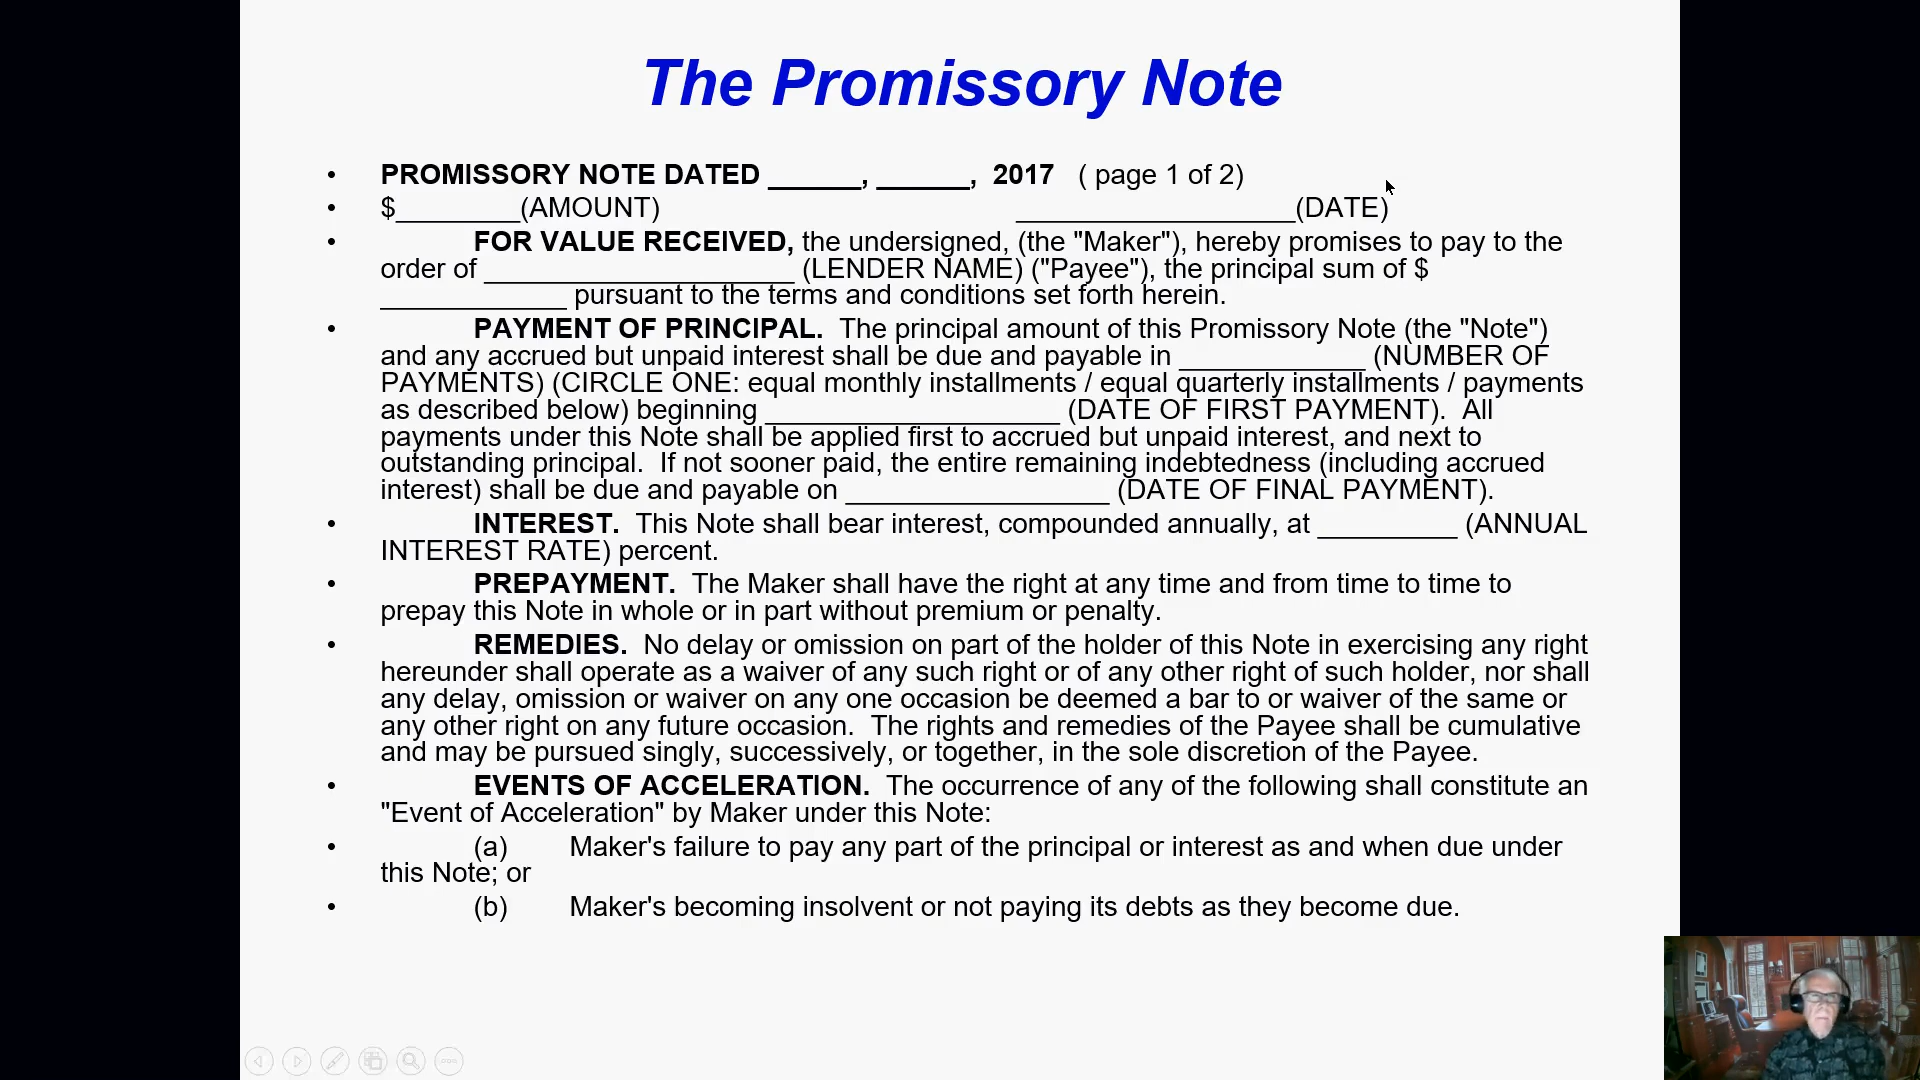 The Promissory Note
• PROMISSORY NOTE DATED ______, ______, 2017 ( page 1 of 2)
• $________(AMOUNT) __________________(DATE)
• FOR VALUE RECEIVED, the undersigned, (the "Maker"), hereby promises to pay to the
order of ____________________ (LENDER NAME) ("Payee"), the principal sum of $
____________ pursuant to the terms and conditions set forth herein.
• PAYMENT OF PRINCIPAL. The principal amount of this Promissory Note (the "Note")
and any accrued but unpaid interest shall be due and payable in ____________ (NUMBER OF
PAYMENTS) (CIRCLE ONE: equal monthly installments / equal quarterly installments / payments
as described below) beginning ___________________ (DATE OF FIRST PAYMENT). All
payments under this Note shall be applied first to accrued but unpaid interest, and next to
outstanding principal. If not sooner paid, the entire remaining indebtedness (including accrued
interest) shall be due and payable on _________________ (DATE OF FINAL PAYMENT).
• INTEREST. This Note shall bear interest, compounded annually, at _________ (ANNUAL
INTEREST RATE) percent.
• PREPAYMENT. The Maker shall have the right at any time and from time to time to
prepay this Note in whole or in part without premium or penalty.
• REMEDIES. No delay or omission on part of the holder of this Note in exercising any right
hereunder shall operate as a waiver of any such right or of any other right of such holder, nor shall
any delay, omission or waiver on any one occasion be deemed a bar to or waiver of the same or
any other right on any future occasion. The rights and remedies of the Payee shall be cumulative
and may be pursued singly, successively, or together, in the sole discretion of the Payee.
• EVENTS OF ACCELERATION. The occurrence of any of the following shall constitute an
"Event of Acceleration" by Maker under this Note:
• (a) Maker's failure to pay any part of the principal or interest as and when due under
this Note; or
• (b) Maker's becoming insolvent or not paying its debts as they become due.